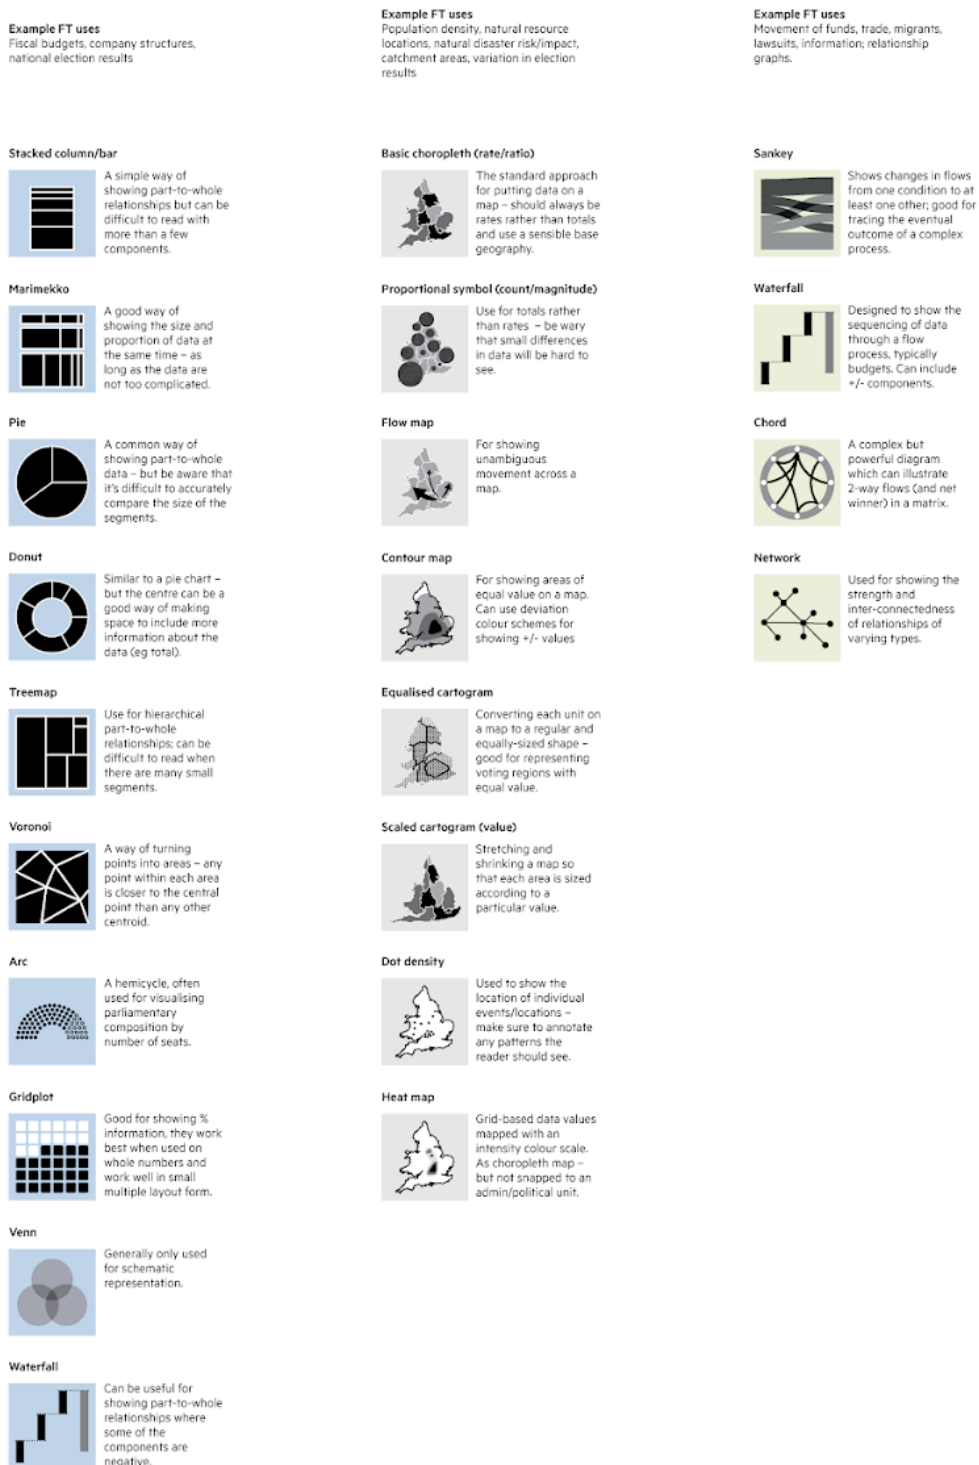 Example FT uses
Fiscal budgets, company structures,
national election results
Stacked column/bar
A simple way of
showing part-to-whole
relationships but can be
difficult to read with
more than a few
components.
Marimekko
A good way of
showing the size and
proportion of data at
the same time – as
long as the data are
not too complicated.
Pie
A common way of
showing part-to-whole
data – but be aware that
it's difficult to accurately
compare the size of the
segments.
Donut
Similar to a pie chart –
but the centre can be a
good way of making
space to include more
information about the
data (eg total).
Treemap
Use for hierarchical
part-to-whole
relationships; can be
difficult to read when
there are many small
segments.
Voronoi
A way of turning
points into areas – any
point within each area
is closer to the central
point than any other
centroid.
Arc
A hemicycle, often
used for visualising
parliamentary
composition by
number of seats.
Gridplot
Good for showing %
information, they work
best when used on
whole numbers and
work well in small
multiple layout form.
Venn
Generally only used
for schematic
representation.
Waterfall
Can be useful for
showing part-to-whole
relationships where
some of the
components are
negative.
Example FT uses
Population density, natural resource
locations, natural disaster risk/impact,
catchment areas, variation in election
results
Basic choropleth (rate/ratio)
The standard approach
for putting data on a
map – should always be
rates rather than totals
and use a sensible base
geography.
Proportional symbol (count/magnitude)
Use for totals rather
than rates – be wary
that small differences
in data will be hard to
see.
Flow map
For showing
unambiguous
movement across a
map.
Contour map
For showing areas of
equal value on a map.
Can use deviation
colour schemes for
showing +/- values
Equalised cartogram
Converting each unit on
a map to a regular and
equally-sized shape –
good for representing
voting regions with
equal value.
Scaled cartogram (value)
Stretching and
shrinking a map so
that each area is sized
according to a
particular value.
Dot density
Used to show the
location of individual
events/locations –
make sure to annotate
any patterns the
reader should see.
Heat map
Grid-based data values
mapped with an
intensity colour scale.
As choropleth map –
but not snapped to an
admin/political unit.
Example FT uses
Movement of funds, trade, migrants,
lawsuits, information; relationship
graphs.
Sankey
Shows changes in flows
from one condition to at
least one other; good for
tracing the eventual
outcome of a complex
process.
Waterfall
Designed to show the
sequencing of data
through a flow
process, typically
budgets. Can include
+/- components.
Chord
A complex but
powerful diagram
which can illustrate
2-way flows (and net
winner) in a matrix.
Network
Used for showing the
strength and
inter-connectedness
of relationships of
varying types.